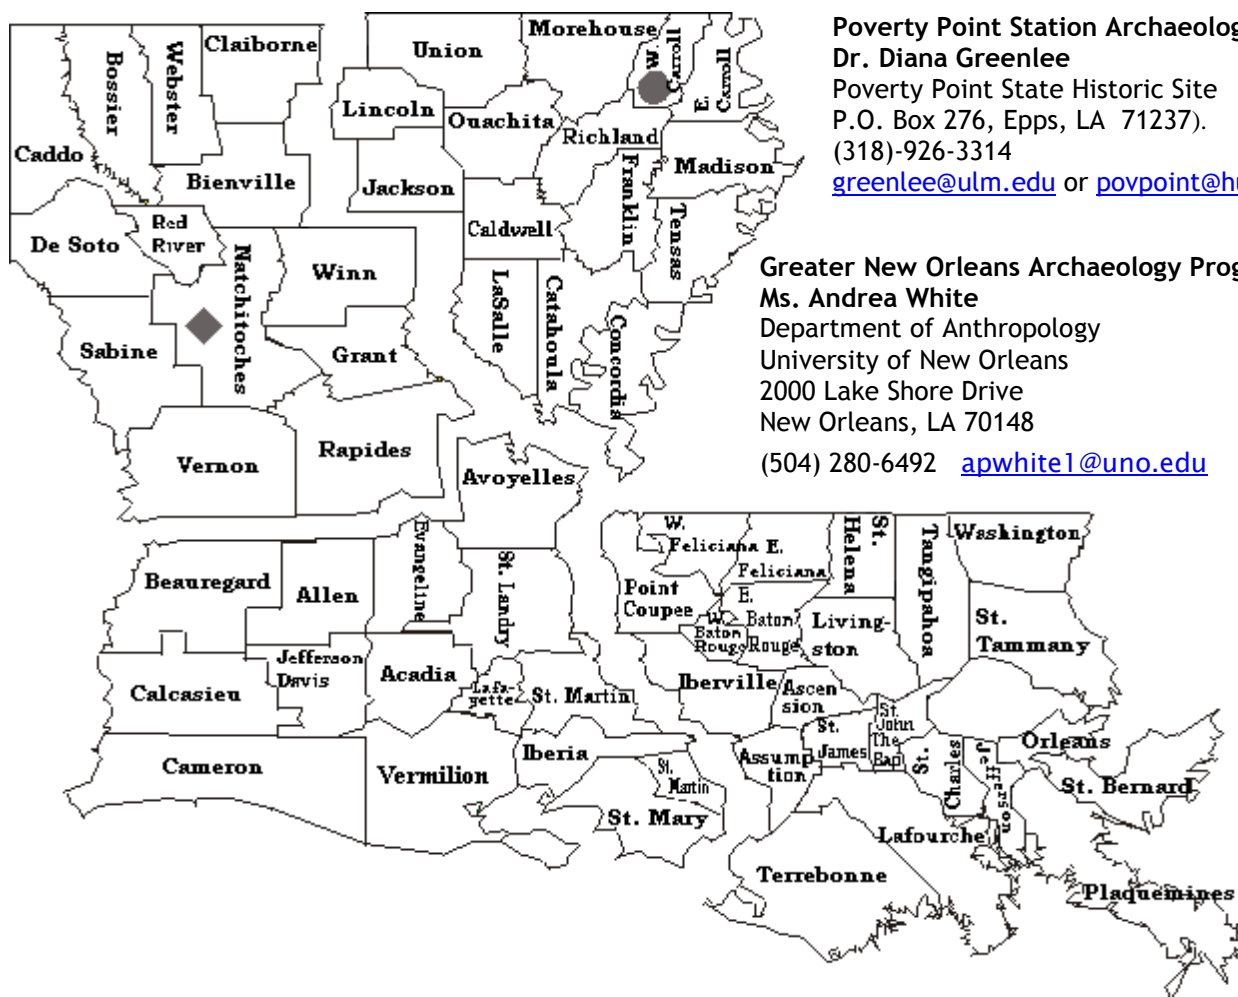 Poverty Point Station Archaeolog
Dr. Diana Greenlee
Poverty Point State Historic Site
P.O. Box 276, Epps, LA 71237).
(318)-926-3314
greenlee@ulm.edu or povpoint@hu
Greater New Orleans Archaeology Prog
Ms. Andrea White
Department of Anthropology
University of New Orleans
2000 Lake Shore Drive
New Orleans, LA 70148
(504) 280-6492 apwhite1@uno.edu
Caddo
Bossier
Webster
Claiborne
Union
Morehouse
W.
Carroll
E.
Carroll
Lincoln
Ouachita
Richland
Madison
Bienville
Jackson
Franklin
Tensas
De Soto
Red
River
Natchitoches
Winn
Caldwell
LaSalle
Catahoula
Concordia
Sabine
Grant
Vernon
Rapides
Avoyelles
Beauregard
Allen
Evangeline
St. Landry
W.
Feliciana
E.
Feliciana
St.
Helena
Tangipahoa
Washington
Point
Coupee
W.
Baton
Rouge
E.
Baton
Rouge
Living-
ston
St.
Tammany
Calcasieu
Jefferson
Davis
Acadia
Lafa-
yette
St. Martin
Iberville
Ascen
sion
St.
James
St.
John
The
Bap
St.
Charles
Jefferson
Orleans
St. Bernard
Cameron
Vermilion
Iberia
St.
Martin
St. Mary
Assump
tion
Lafourche
Terrebonne
Plaquemines